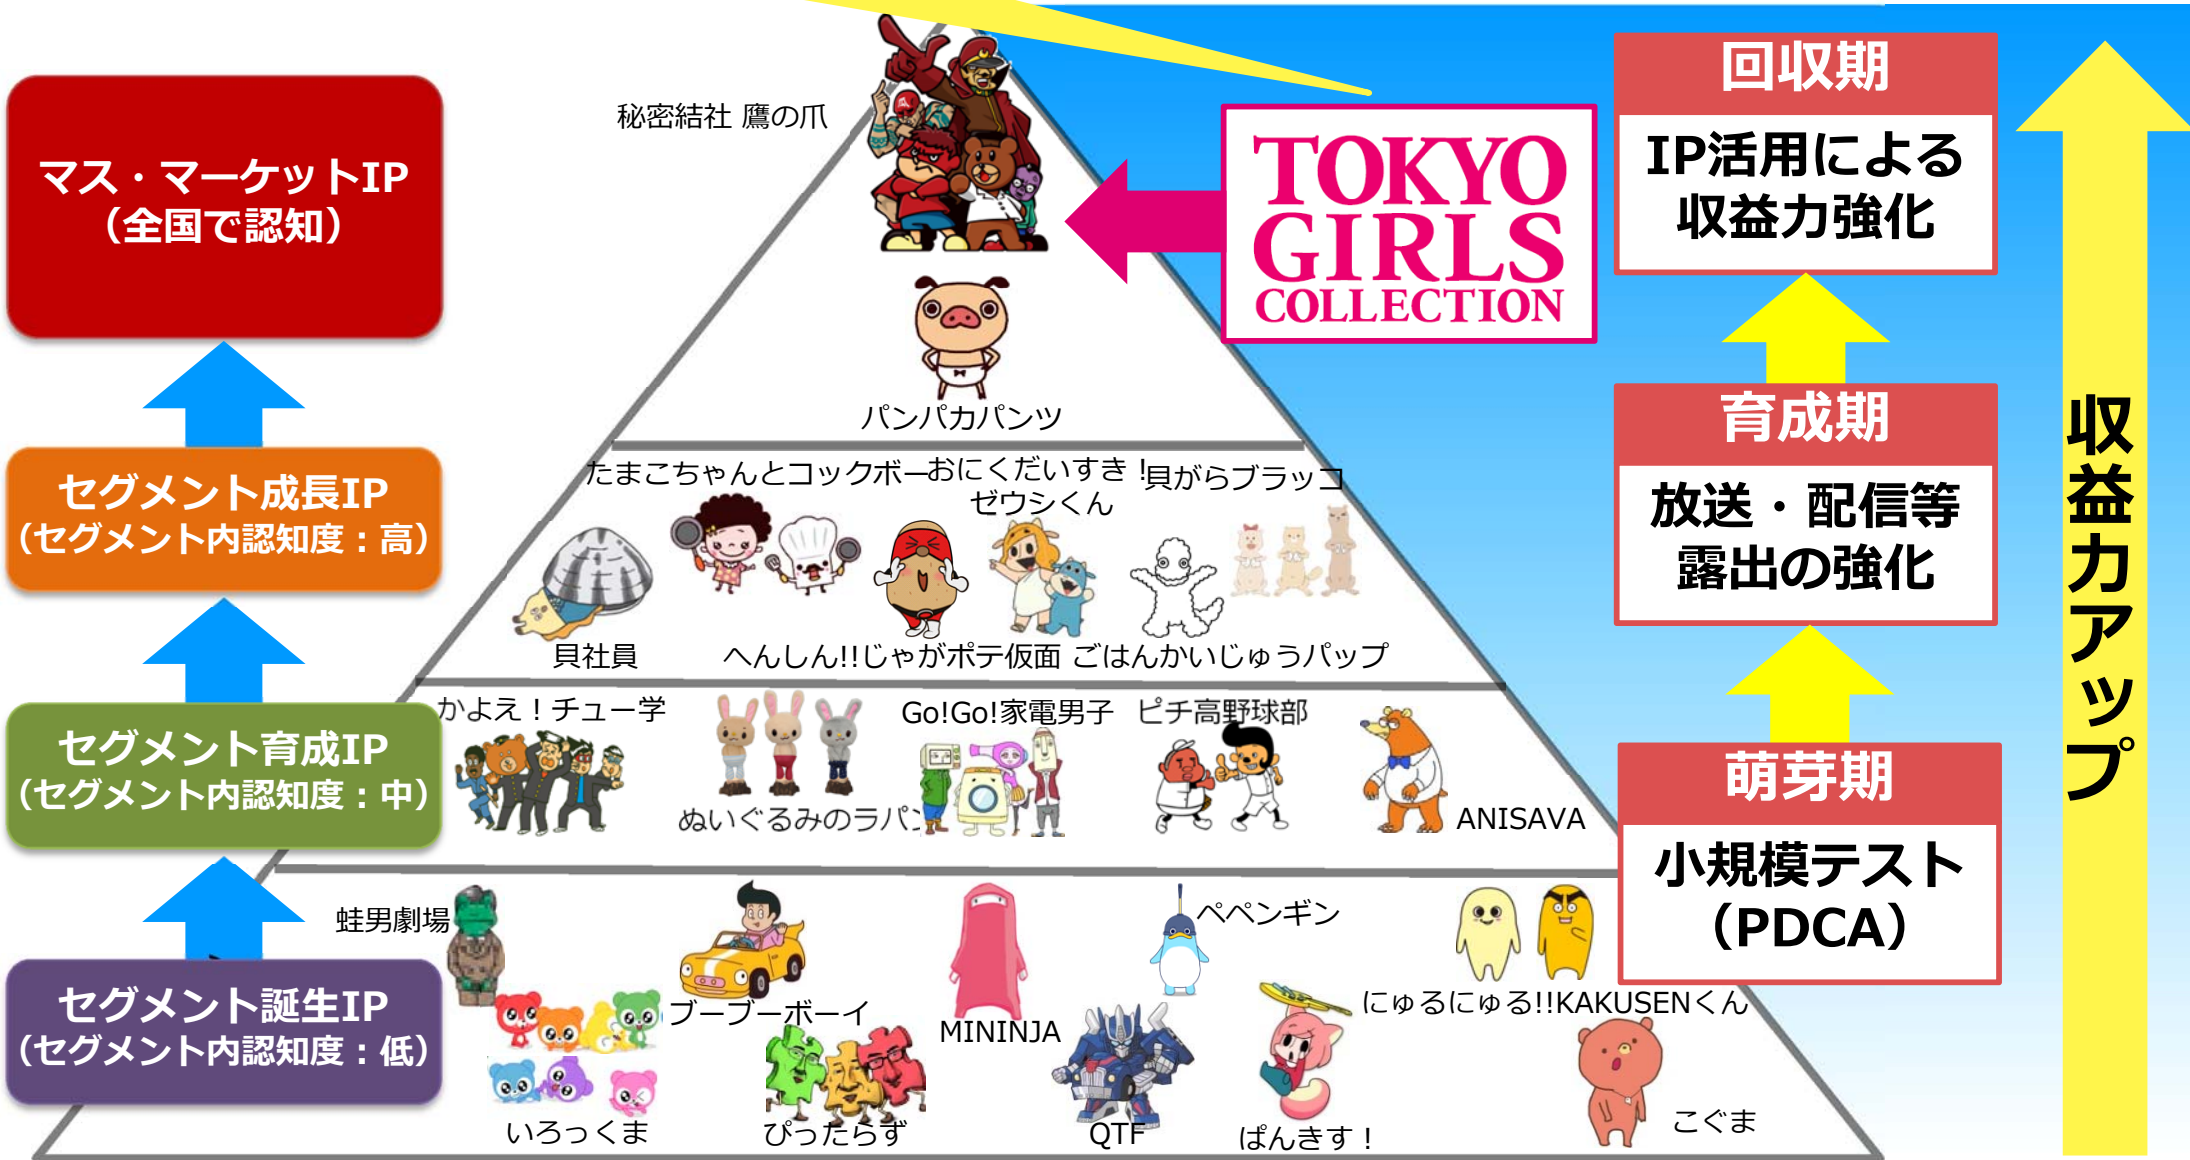 秘密結社 鷹の爪
マス・マーケットIP
（全国で認知）
TOKYO
GIRLS
COLLECTION
回収期
IP活用による
収益力強化
パンパカパンツ
セグメント成長IP
（セグメント内認知度：高）
たまこちゃんとコックボー
おにくだいすき！
ゼウシくん
貝がらブラッコ
貝社員
へんしん!!じゃがポテ仮面
ごはんかいじゅうパップ
育成期
放送・配信等
露出の強化
セグメント育成IP
（セグメント内認知度：中）
かよえ！チュー学
ぬいぐるみのラパン
Go!Go!家電男子
ピチ高野球部
ANISAVA
萌芽期
小規模テスト
（PDCA）
セグメント誕生IP
（セグメント内認知度：低）
蛙男劇場
ブーブーボーイ
MININJA
ペペンギン
にゅるにゅる!!KAKUSENくん
いろっくま
ぴったらず
QTF
ぱんきす！
こぐま
収益力アップ